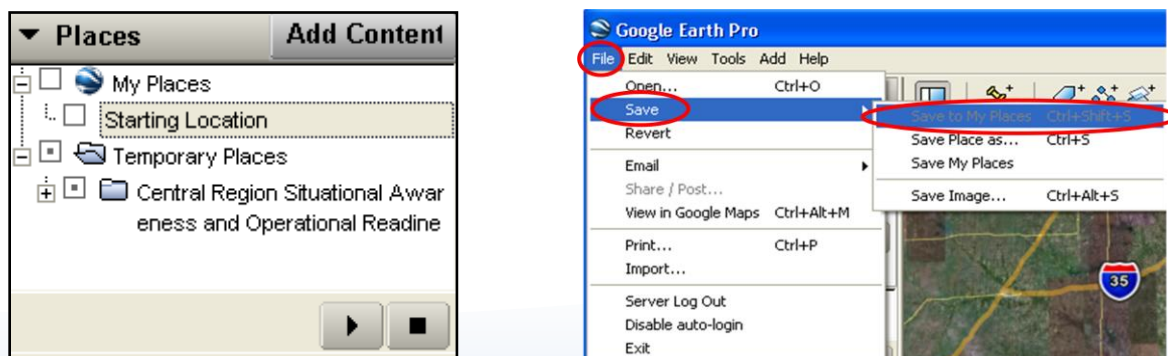 Places
Add Content
My Places
Starting Location
Temporary Places
Central Region Situational Awar
eness and Operational Readine
Google Earth Pro
File Edit View Tools Add Help
Open... Ctrl+O
Save
Revert
Email
Share / Post...
View in Google Maps Ctrl+Alt+M
Print... Ctrl+P
Import...
Server Log Out
Disable auto-login
Exit
Save to My Places Ctrl+Shift+S
Save Place as... Ctrl+S
Save My Places
Save Image... Ctrl+Alt+S
35